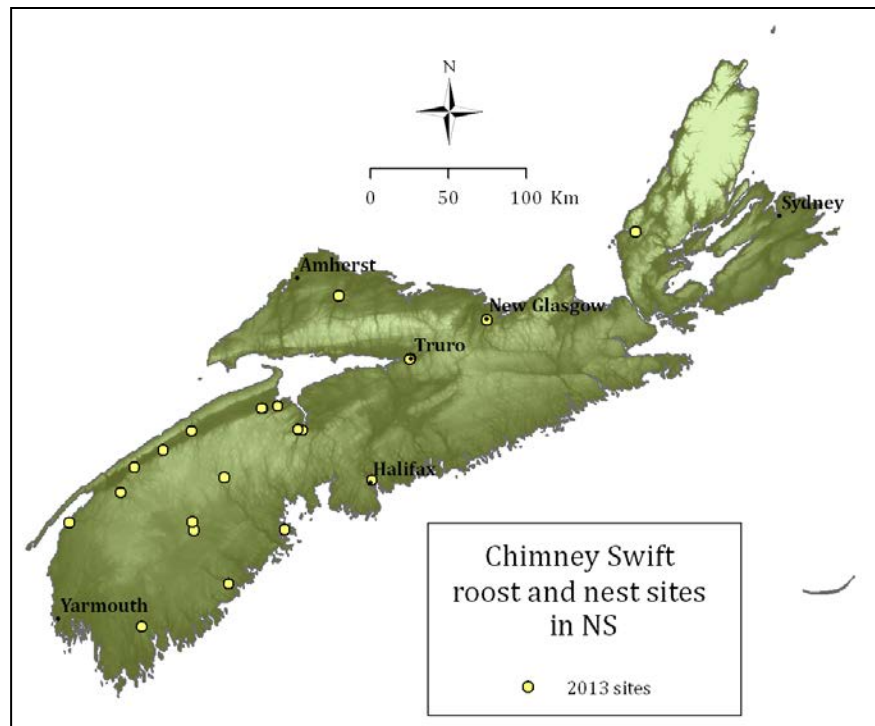 N
0 50 100 Km
Sydney
Amherst
New Glasgow
Truro
Halifax
Yarmouth
Chimney Swift
roost and nest sites
in NS
2013 sites